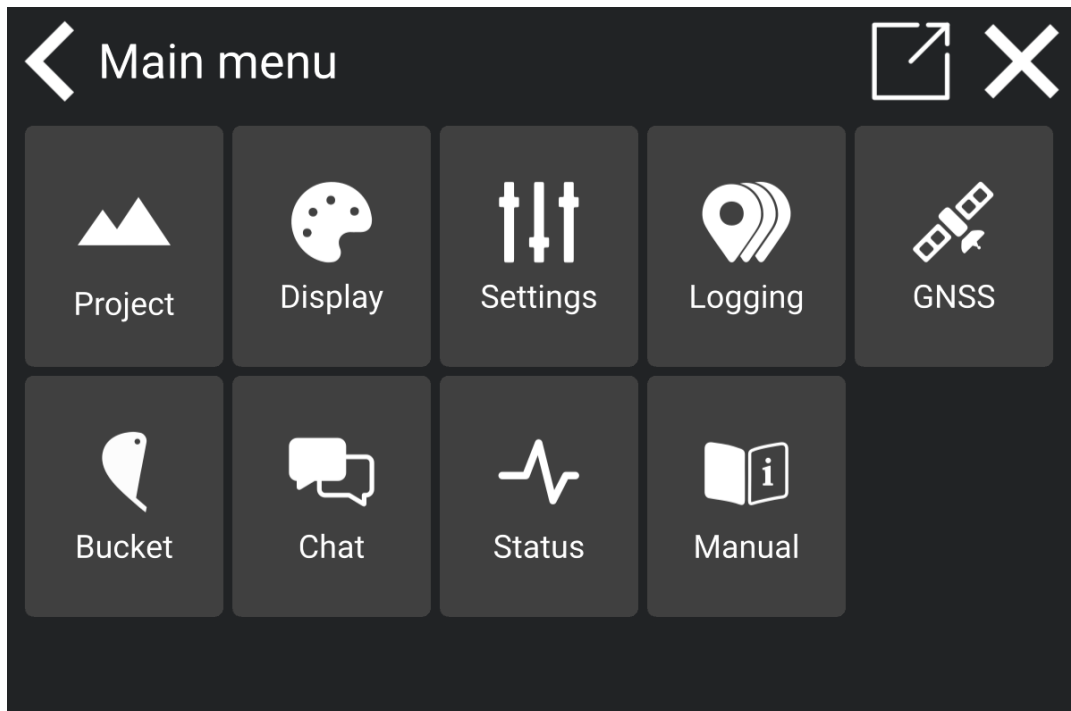 Main menu
Project
Display
Settings
Logging
GNSS
Bucket
Chat
Status
i
Manual